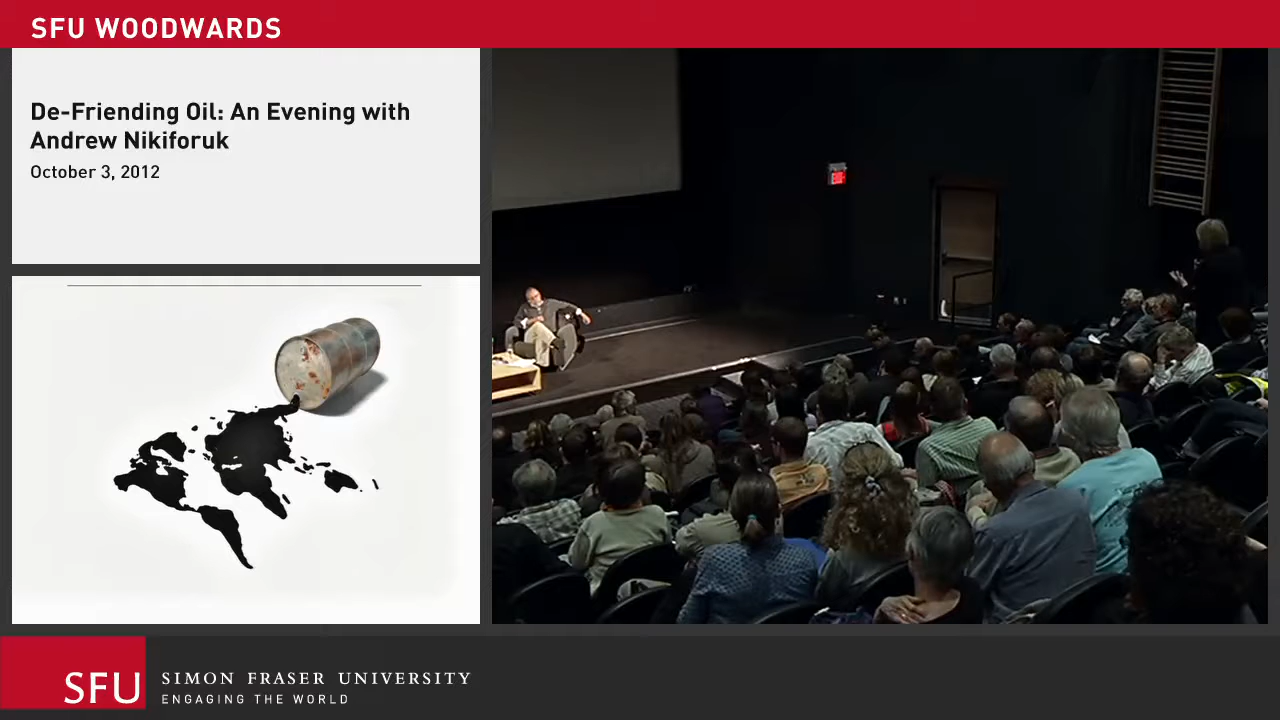 SFU WOODWARDS
De-Friending Oil: An Evening with
Andrew Nikiforuk
October 3, 2012
SFU
SIMON FRASER UNIVERSITY
ENGAGING THE WORLD